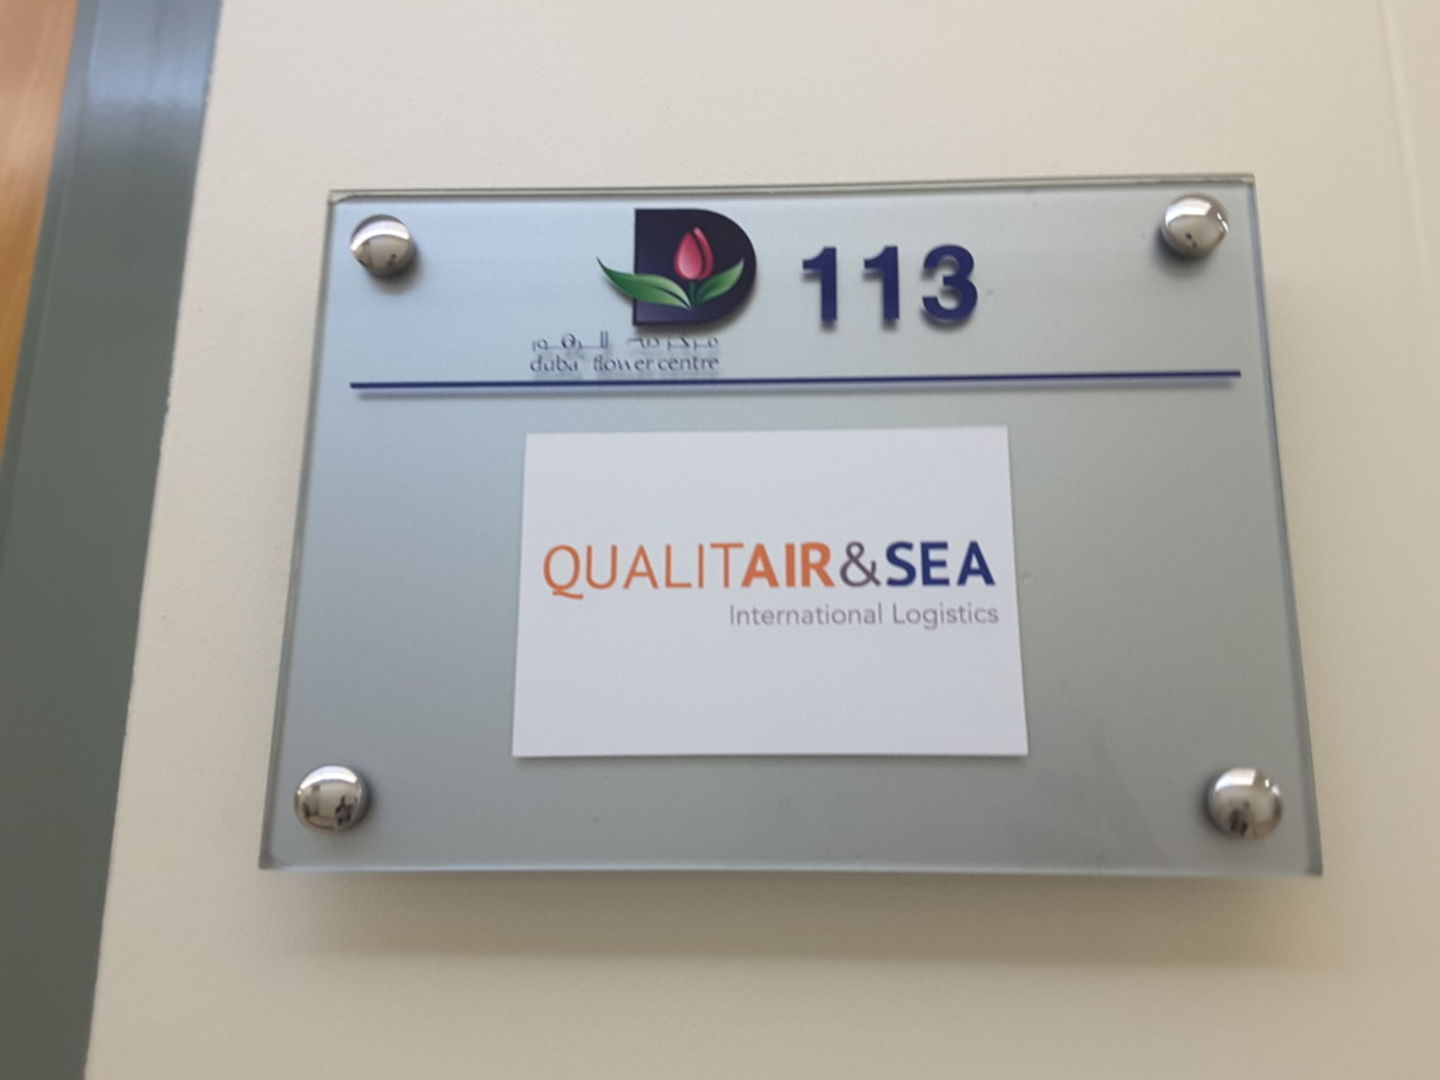 113
مركز دبي للزهور
dubai flower centre
QUALITAIR&SEA
International Logistics